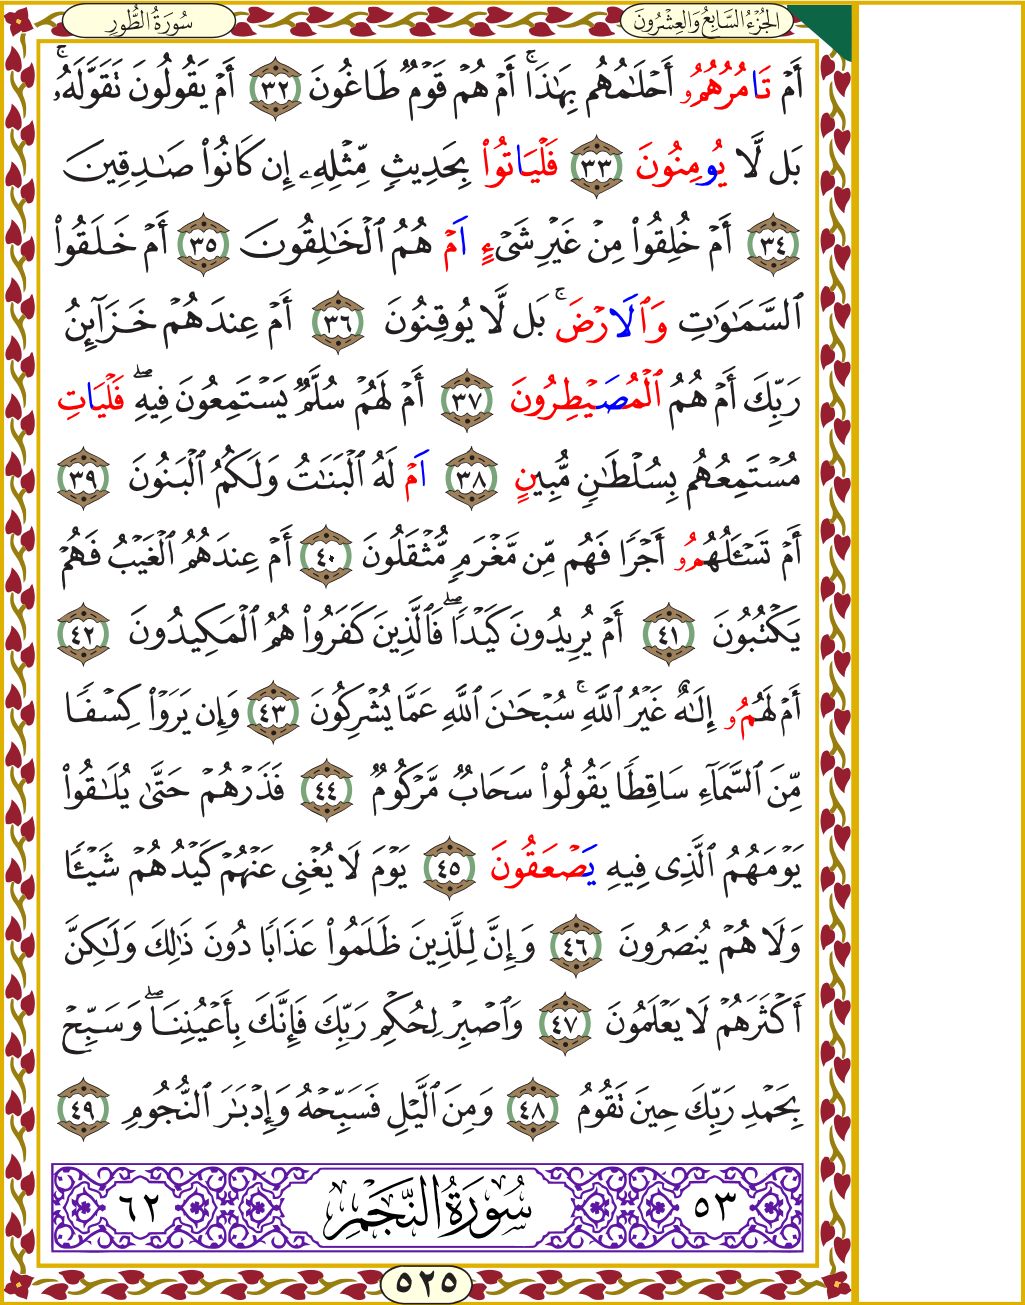 سُورَةُ الطُّورِ الجُزْءُ السَّابِعُ وَالعِشْرُونَ
أَمۡ تَامُرُهُمُۥ أَحۡلَٰمُهُم بِهَٰذَآۚ أَمۡ هُمۡ قَوۡمٞ طَاغُونَ ٣٢ أَمۡ يَقُولُونَ تَقَوَّلَهُۥۚ
بَل لَّا يُومِنُونَ ٣٣ فَلۡيَاتُواْ بِحَدِيثٖ مِّثۡلِهِۦٓ إِن كَانُواْ صَٰدِقِينَ
٣٤ أَمۡ خُلِقُواْ مِنۡ غَيۡرِ شَيۡءٍ اَمۡ هُمُ ٱلۡخَٰلِقُونَ ٣٥ أَمۡ خَلَقُواْ
ٱلسَّمَٰوَٰتِ وَٱلَارۡضَۚ بَل لَّا يُوقِنُونَ ٣٦ أَمۡ عِندَهُمۡ خَزَآئِنُ
رَبِّكَ أَمۡ هُمُ ٱلۡمُصَيۡطِرُونَ ٣٧ أَمۡ لَهُمۡ سُلَّمٞ يَسۡتَمِعُونَ فِيهِۖ فَلۡيَاتِ
مُسۡتَمِعُهُم بِسُلۡطَٰنٖ مُّبِينٍ ٣٨ اَمۡ لَهُ ٱلۡبَنَٰتُ وَلَكُمُ ٱلۡبَنُونَ ٣٩
أَمۡ تَسۡـَٔلُهُمُۥٓ أَجۡرٗا فَهُم مِّن مَّغۡرَمٖ مُّثۡقَلُونَ ٤٠ أَمۡ عِندَهُمُ ٱلۡغَيۡبُ فَهُمۡ
يَكۡتُبُونَ ٤١ أَمۡ يُرِيدُونَ كَيۡدٗاۖ فَٱلَّذِينَ كَفَرُواْ هُمُ ٱلۡمَكِيدُونَ ٤٢
أَمۡ لَهُمُۥٓ إِلَٰهٌ غَيۡرُ ٱللَّهِۚ سُبۡحَٰنَ ٱللَّهِ عَمَّا يُشۡرِكُونَ ٤٣ وَإِن يَرَوۡاْ كِسۡفٗا
مِّنَ ٱلسَّمَآءِ سَاقِطٗا يَقُولُواْ سَحَابٞ مَّرۡكُومٞ ٤٤ فَذَرۡهُمۡ حَتَّىٰ يُلَٰقُواْ
يَوۡمَهُمُ ٱلَّذِي فِيهِ يَصۡعَقُونَ ٤٥ يَوۡمَ لَا يُغۡنِي عَنۡهُمۡ كَيۡدُهُمۡ شَيۡـٔٗا
وَلَا هُمۡ يُنصَرُونَ ٤٦ وَإِنَّ لِلَّذِينَ ظَلَمُواْ عَذَابٗا دُونَ ذَٰلِكَ وَلَٰكِنَّ
أَكۡثَرَهُمۡ لَا يَعۡلَمُونَ ٤٧ وَٱصۡبِرۡ لِحُكۡمِ رَبِّكَ فَإِنَّكَ بِأَعۡيُنِنَاۖ وَسَبِّحۡ
بِحَمۡدِ رَبِّكَ حِينَ تَقُومُ ٤٨ وَمِنَ ٱلَّيۡلِ فَسَبِّحۡهُ وَإِدۡبَٰرَ ٱلنُّجُومِ ٤٩
٥٣ سُورَةُ النَّجْمِ ٦٢
٥٢٥